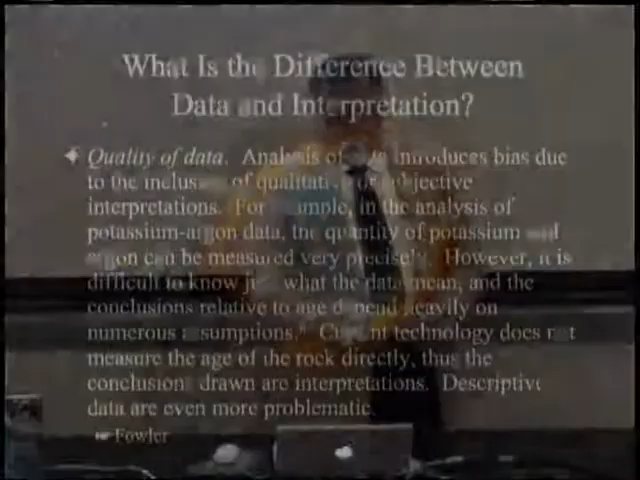 What Is the Difference Between
Data and Interpretation?
Quality of data. Analysis of data introduces bias due
to the inclusion of qualitative or subjective
interpretations. For example, in the analysis of
potassium-argon data, the quantity of potassium and
argon can be measured very precisely. However, it is
difficult to know just what the data mean, and the
conclusions relative to age depend heavily on
numerous assumptions." Current technology does not
measure the age of the rock directly, thus the
conclusions drawn are interpretations. Descriptive
data are even more problematic.
Fowler